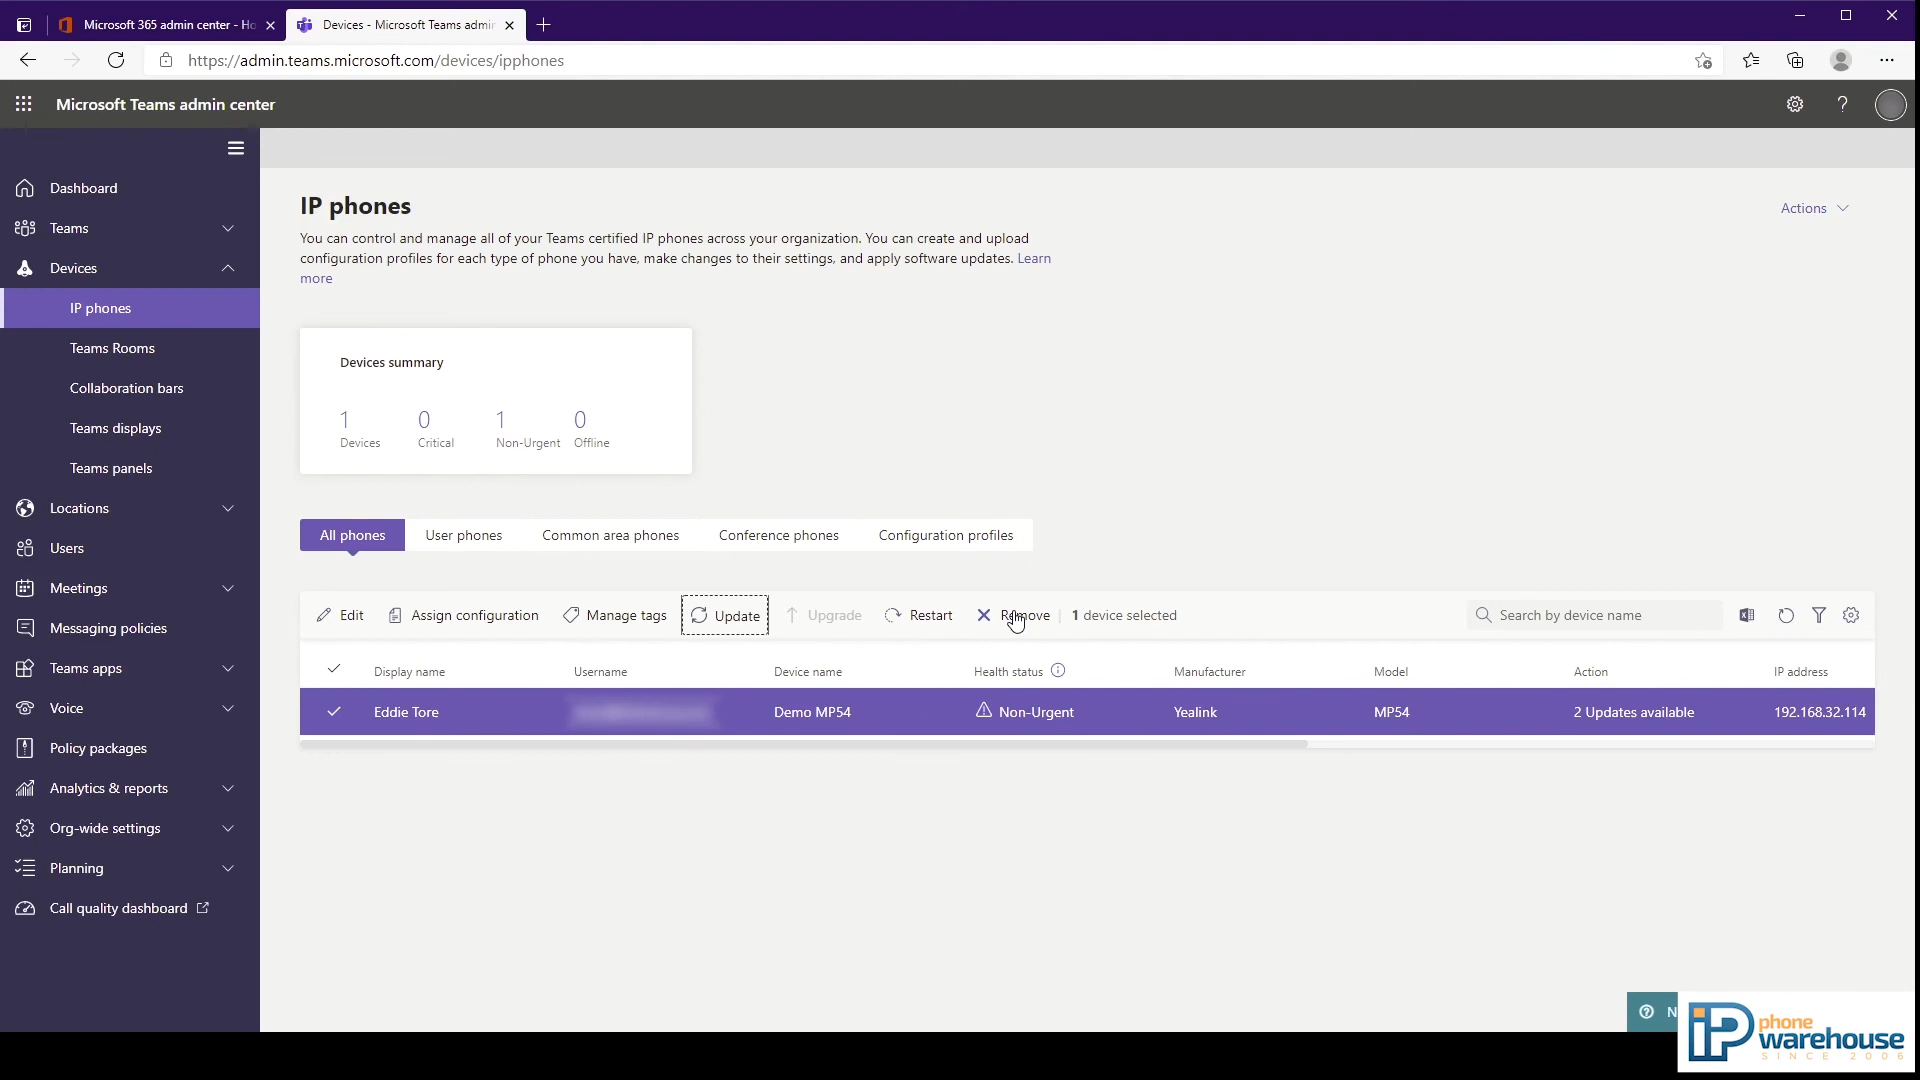 Microsoft 365 admin center - Ho
Devices - Microsoft Teams admin
https://admin.teams.microsoft.com/devices/ipphones
Microsoft Teams admin center
Dashboard
Teams
Devices
IP phones
Teams Rooms
Collaboration bars
Teams displays
Teams panels
Locations
Users
Meetings
Messaging policies
Teams apps
Voice
Policy packages
Analytics & reports
Org-wide settings
Planning
Call quality dashboard
IP phones
Actions
You can control and manage all of your Teams certified IP phones across your organization. You can create and upload
configuration profiles for each type of phone you have, make changes to their settings, and apply software updates. Learn
more
Devices summary
1 0 1 0
Devices Critical Non-Urgent Offline
All phones User phones Common area phones Conference phones Configuration profiles
Edit Assign configuration Manage tags Update Upgrade Restart Remove 1 device selected Search by device name
Display name Username Device name Health status Manufacturer Model Action IP address
Eddie Tore Demo MP54 Non-Urgent Yealink MP54 2 Updates available 192.168.32.114
N
iP phone
warehouse
SINCE 2006